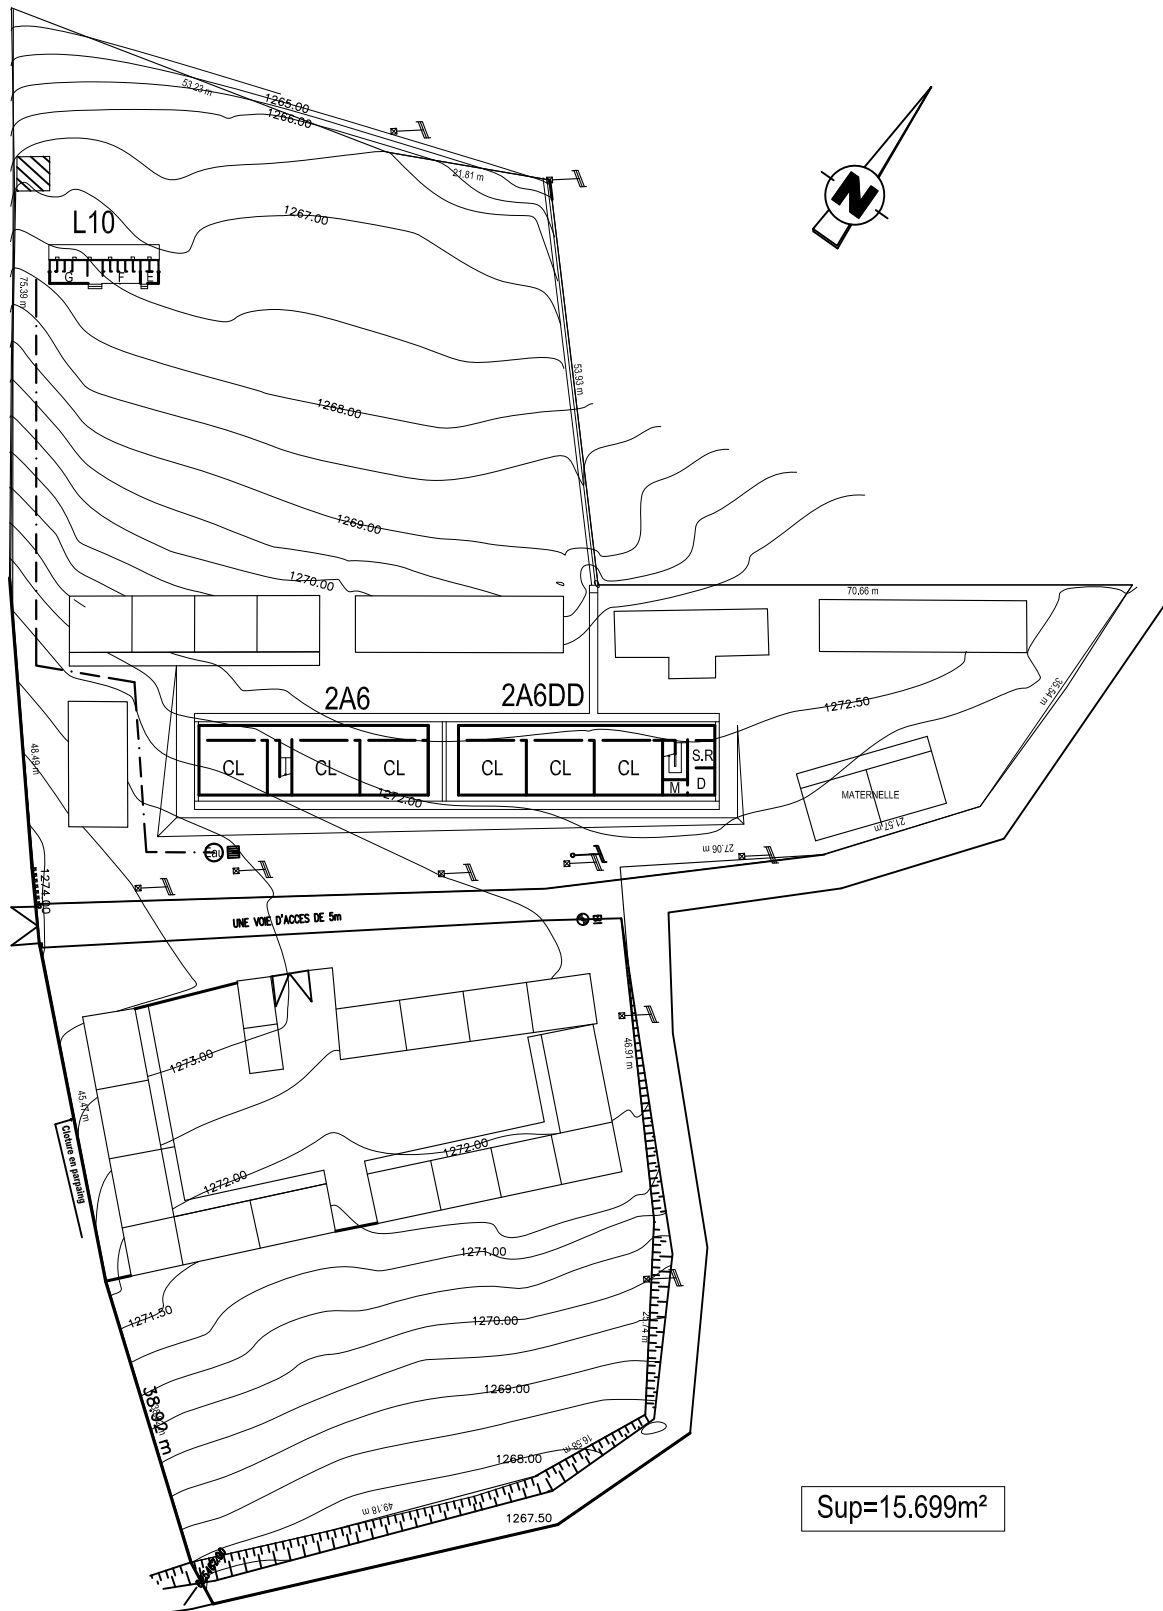 53.23 m
1265.00
1266.00
21.81 m
N
L10
1267.00
G F E
75.39 m
53.93 m
1268.00
1269.00
1270.00
70.66 m
35.54 m
2A6
2A6DD
1272.50
48.49 m
CL CL CL
CL CL CL
S.R
M D
1272.00
MATERNELLE
21.57 m
27.06 m
1274.00
UNE VOIE D'ACCES DE 5m
1273.00
46.91 m
45.47 m
Cloture en parpaing
1272.00
1272.00
1271.00
1271.50
1270.00
25.74 m
1269.00
38.92 m
1268.00
16.58 m
49.18 m
1267.50
Sup=15.699m²